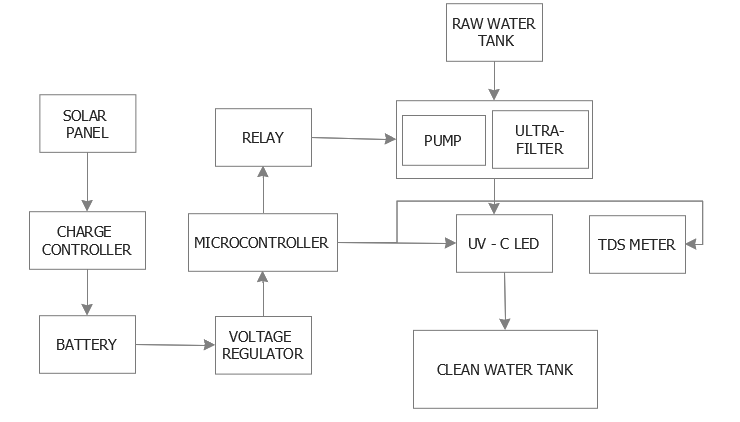 RAW WATER
TANK
SOLAR
PANEL
RELAY
PUMP
ULTRA-
FILTER
CHARGE
CONTROLLER
MICROCONTROLLER
UV - C LED
TDS METER
BATTERY
VOLTAGE
REGULATOR
CLEAN WATER TANK